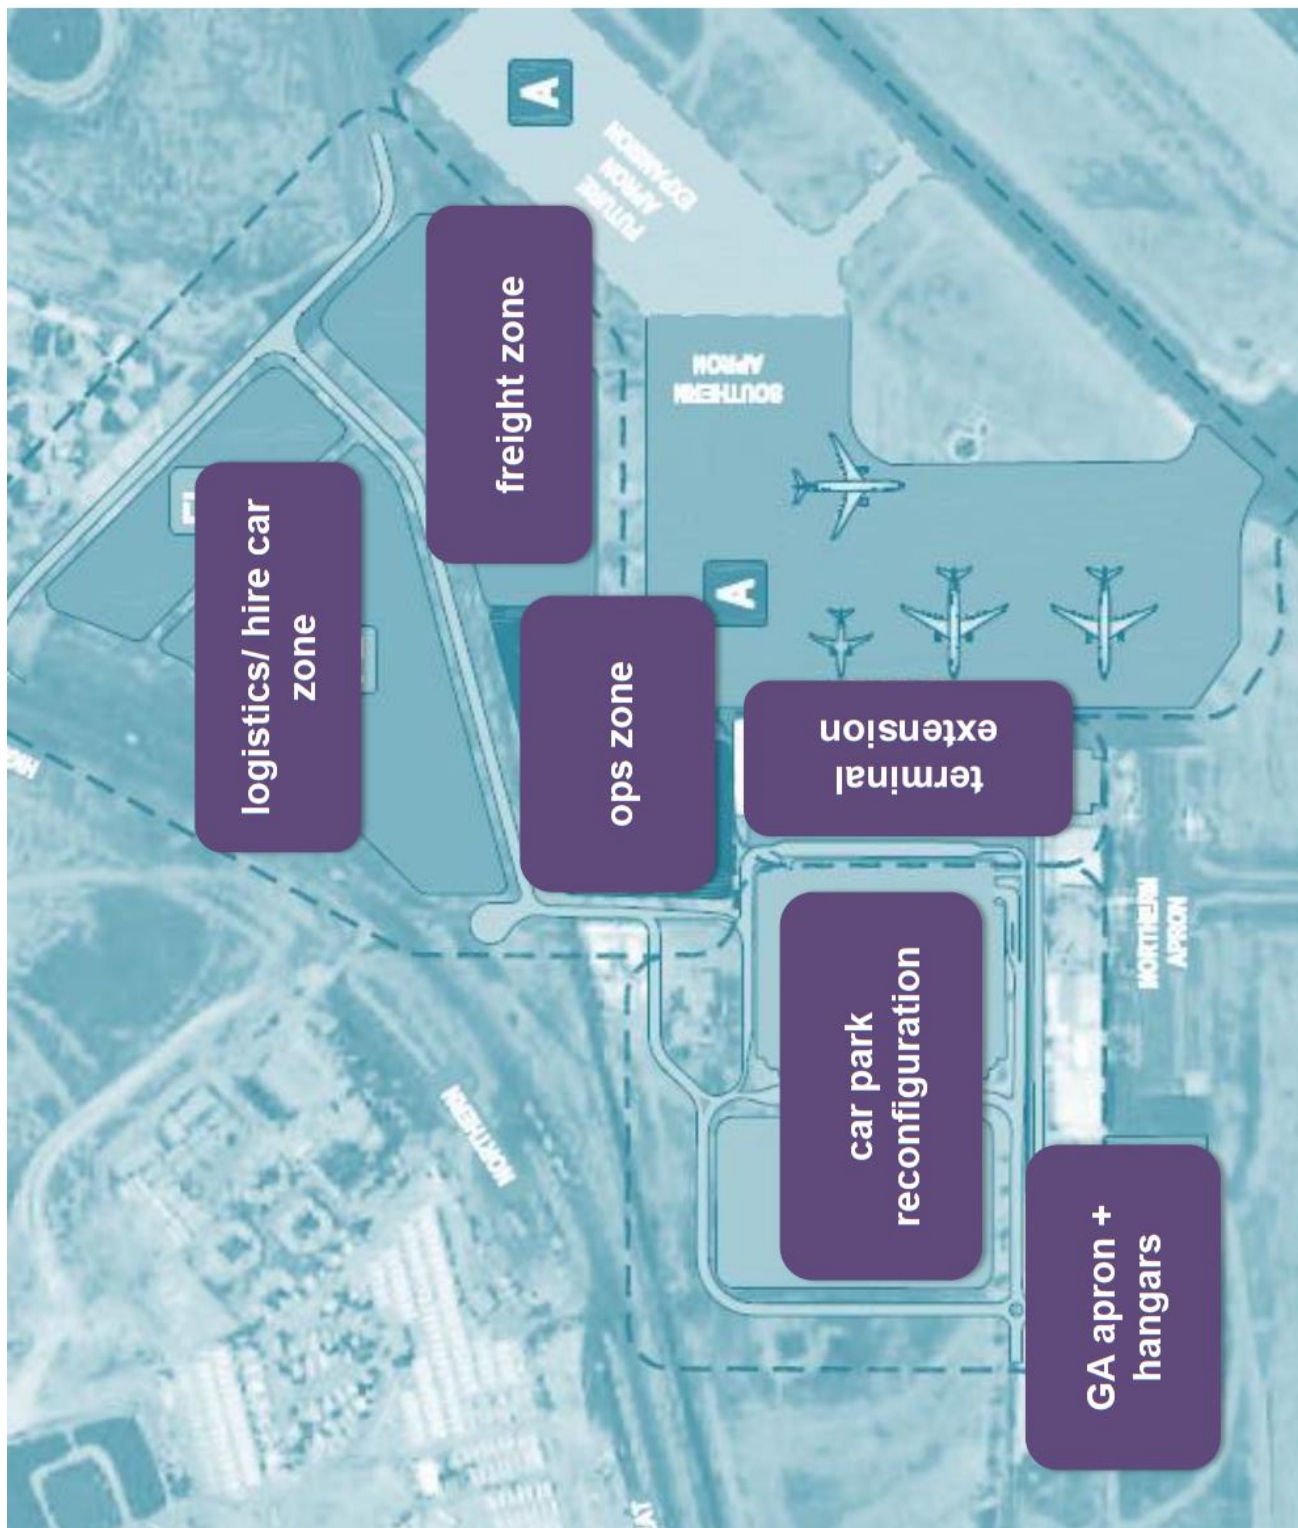 A
FUTURE
APRON
EXPANSION
freight zone
SOUTHERN
APRON
logistics/ hire car
zone
A
ops zone
terminal
extension
car park
reconfiguration
NORTHERN
APRON
NORTHERN
GA apron +
hangars